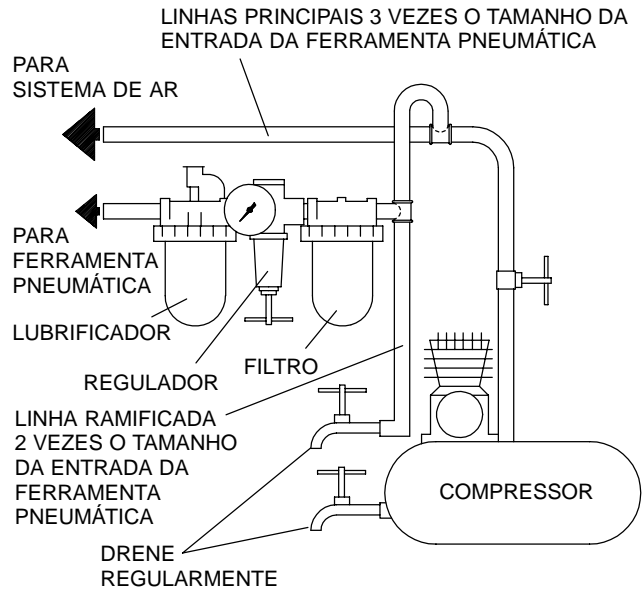 LINHAS PRINCIPAIS 3 VEZES O TAMANHO DA
ENTRADA DA FERRAMENTA PNEUMÁTICA
PARA
SISTEMA DE AR
PARA
FERRAMENTA
PNEUMÁTICA
LUBRIFICADOR
REGULADOR
FILTRO
LINHA RAMIFICADA
2 VEZES O TAMANHO
DA ENTRADA DA
FERRAMENTA
PNEUMÁTICA
COMPRESSOR
DRENE
REGULARMENTE